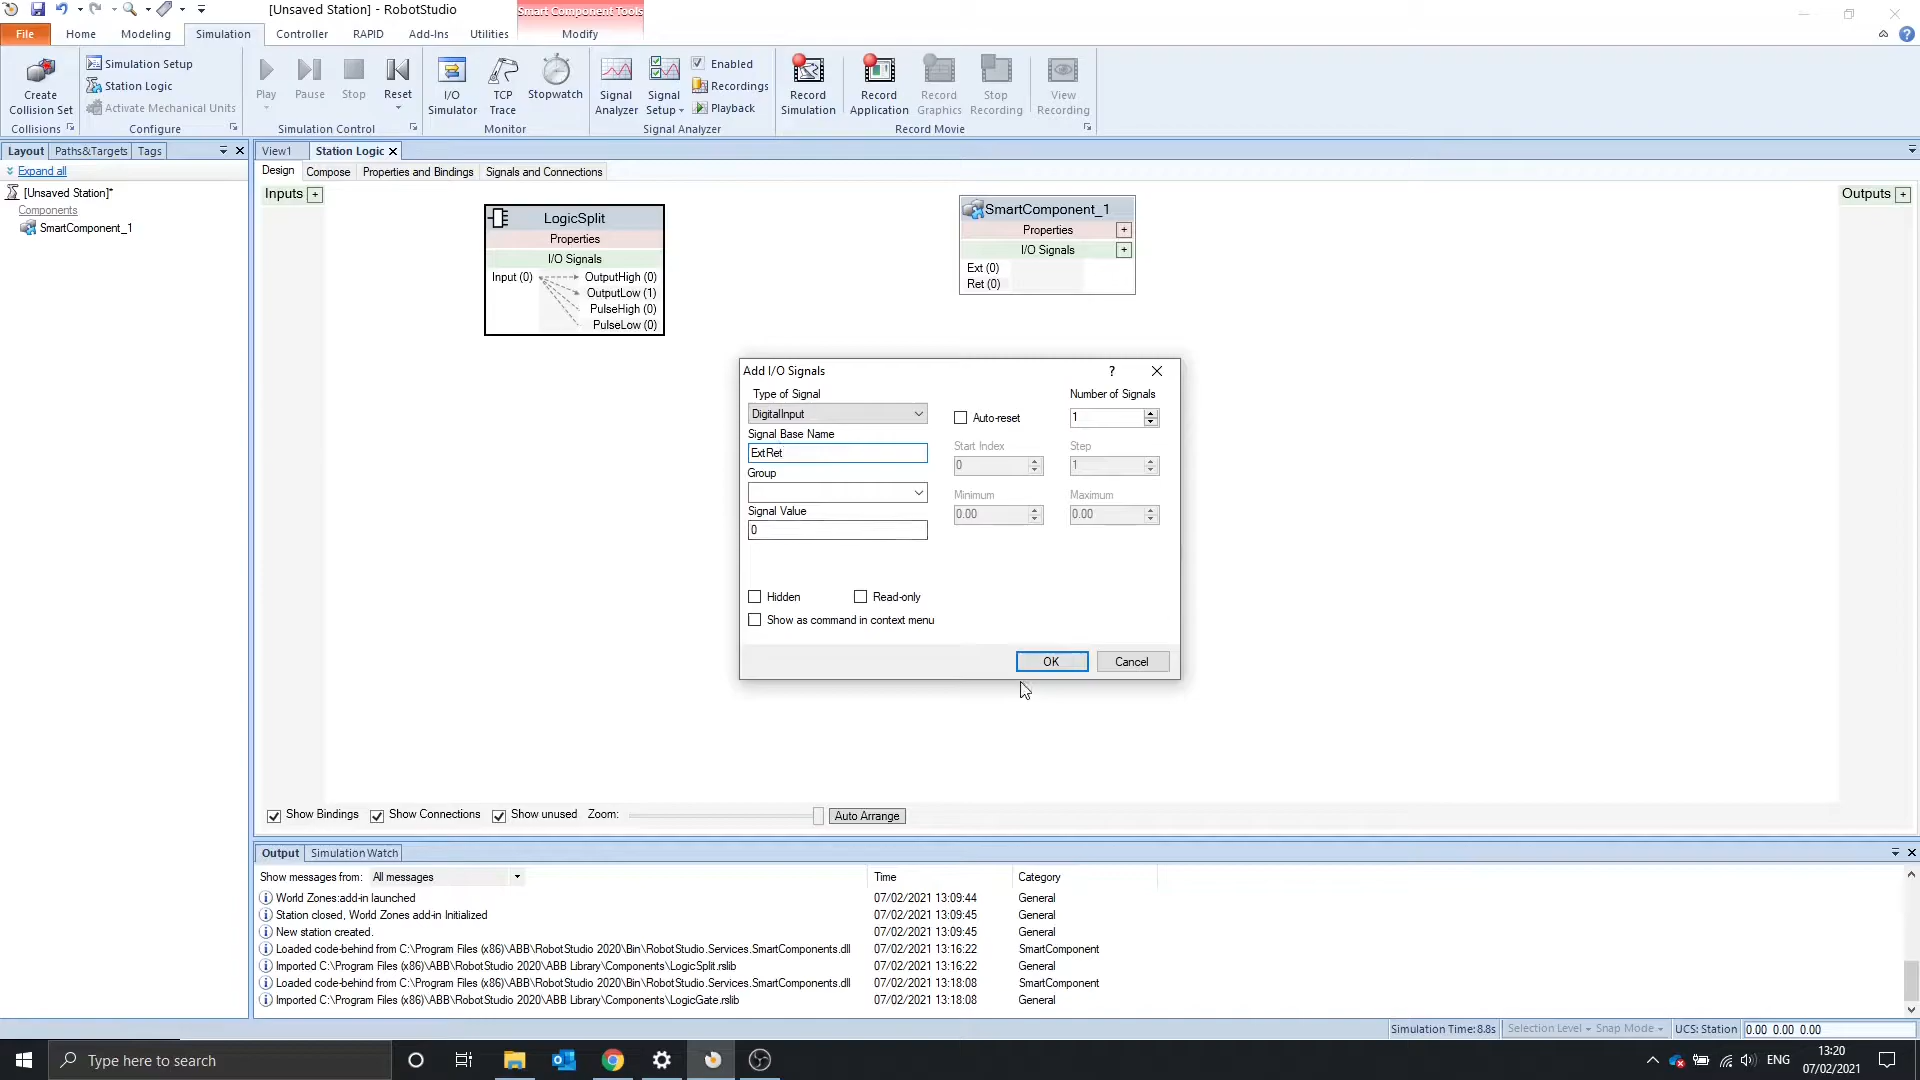 [Unsaved Station] - RobotStudio
Smart Component Tools
File Home Modeling Simulation Controller RAPID Add-Ins Utilities Modify
Create
Collision Set
Collisions
Simulation Setup
Station Logic
Activate Mechanical Units
Configure
Play Pause Stop Reset
Simulation Control
I/O
Simulator
TCP
Trace
Stopwatch
Monitor
Signal
Analyzer
Signal
Setup
Enabled
Recordings
Playback
Signal Analyzer
Record
Simulation
Record
Application
Record
Graphics
Stop
Recording
View
Recording
Record Movie
Layout Paths&Targets Tags
Expand all
[Unsaved Station]*
Components
SmartComponent_1
View1 Station Logic
Design Compose Properties and Bindings Signals and Connections
Inputs +
Outputs +
LogicSplit
Properties
I/O Signals
Input (0) OutputHigh (0)
OutputLow (1)
PulseHigh (0)
PulseLow (0)
SmartComponent_1
Properties +
I/O Signals +
Ext (0)
Ret (0)
Add I/O Signals ?
Type of Signal
DigitalInput
Auto-reset
Number of Signals
1
Signal Base Name
ExtRet
Start Index
0
Step
1
Group
Minimum
0.00
Maximum
0.00
Signal Value
0
Hidden Read-only
Show as command in context menu
OK Cancel
Show Bindings Show Connections Show unused Zoom: Auto Arrange
Output Simulation Watch
Show messages from: All messages Time Category
World Zones:add-in launched 07/02/2021 13:09:44 General
Station closed, World Zones add-in Initialized 07/02/2021 13:09:45 General
New station created. 07/02/2021 13:09:45 General
Loaded code-behind from C:\Program Files (x86)\ABB\RobotStudio 2020\Bin\RobotStudio.Services.SmartComponents.dll 07/02/2021 13:16:22 SmartComponent
Imported C:\Program Files (x86)\ABB\RobotStudio 2020\ABB Library\Components\LogicSplit.rslib 07/02/2021 13:16:22 General
Loaded code-behind from C:\Program Files (x86)\ABB\RobotStudio 2020\Bin\RobotStudio.Services.SmartComponents.dll 07/02/2021 13:18:08 SmartComponent
Imported C:\Program Files (x86)\ABB\RobotStudio 2020\ABB Library\Components\LogicGate.rslib 07/02/2021 13:18:08 General
Simulation Time: 8.8s Selection Level Snap Mode UCS: Station 0.00 0.00 0.00
Type here to search
ENG
13:20
07/02/2021